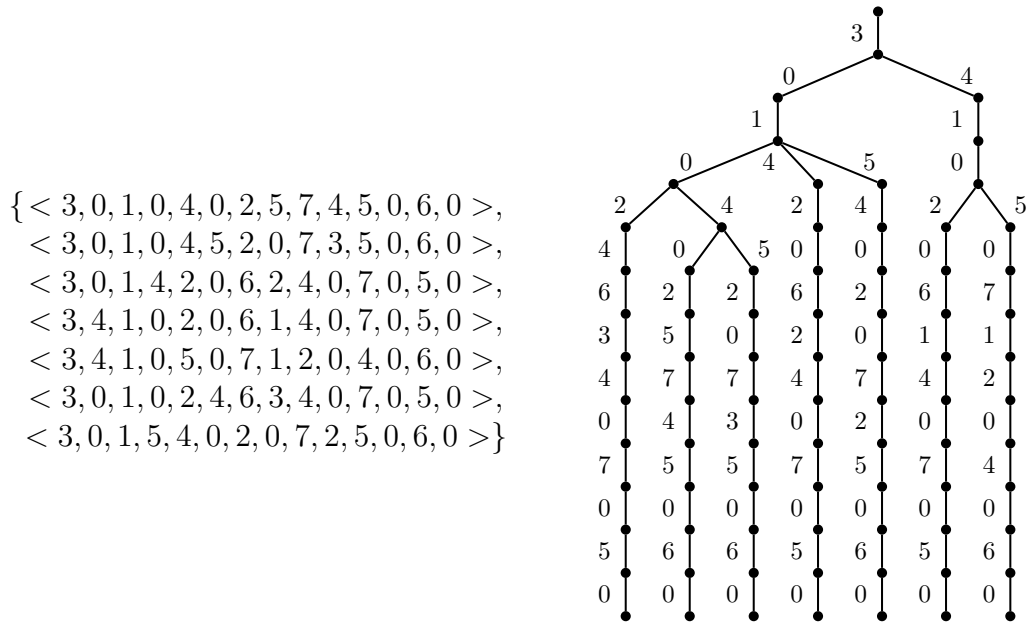 {< 3, 0, 1, 0, 4, 0, 2, 5, 7, 4, 5, 0, 6, 0 >,
< 3, 0, 1, 0, 4, 5, 2, 0, 7, 3, 5, 0, 6, 0 >,
< 3, 0, 1, 4, 2, 0, 6, 2, 4, 0, 7, 0, 5, 0 >,
< 3, 4, 1, 0, 2, 0, 6, 1, 4, 0, 7, 0, 5, 0 >,
< 3, 4, 1, 0, 5, 0, 7, 1, 2, 0, 4, 0, 6, 0 >,
< 3, 0, 1, 0, 2, 4, 6, 3, 4, 0, 7, 0, 5, 0 >,
< 3, 0, 1, 5, 4, 0, 2, 0, 7, 2, 5, 0, 6, 0 >}
3
0 4
1 1
0 4 5 0
2 4 2 4 2 5
4 0 5 0 0 0 0
6 2 2 6 2 6 7
3 5 0 2 0 1 1
4 7 7 4 7 4 2
0 4 3 0 2 0 0
7 5 5 7 5 7 4
0 0 0 0 0 0 0
5 6 6 5 6 5 6
0 0 0 0 0 0 0